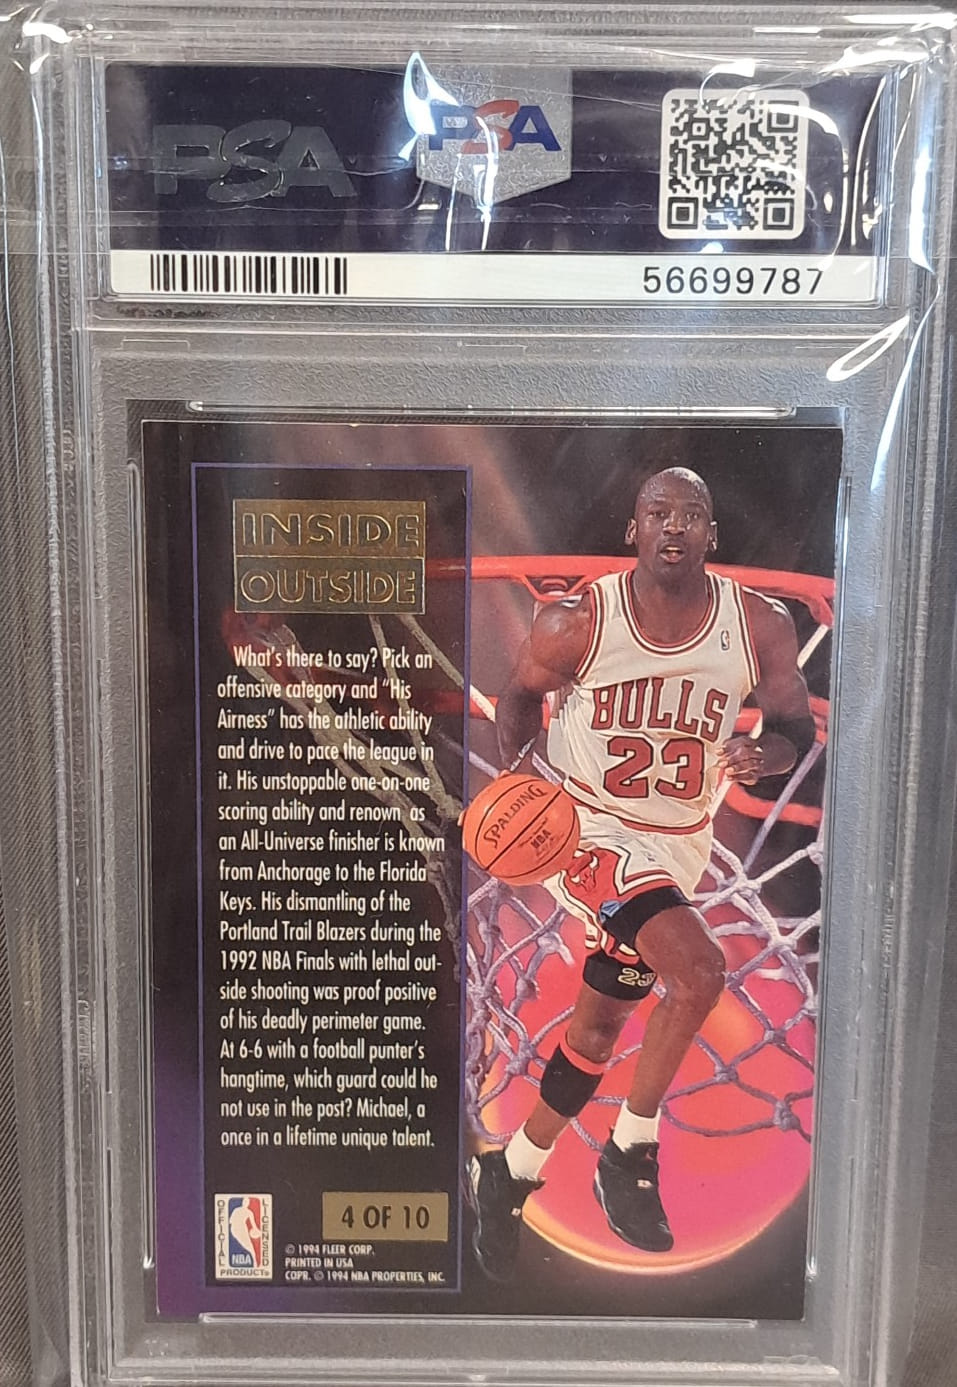 PSA
PSA
56699787
INSIDE
OUTSIDE
What's there to say? Pick an
offensive category and "His
Airness" has the athletic ability
and drive to pace the league in
it. His unstoppable one-on-one
scoring ability and renown as
an All-Universe finisher is known
from Anchorage to the Florida
Keys. His dismantling of the
Portland Trail Blazers during the
1992 NBA Finals with lethal out-
side shooting was proof positive
of his deadly perimeter game.
At 6-6 with a football punter's
hangtime, which guard could he
not use in the post? Michael, a
once in a lifetime unique talent.
BULLS
23
SPALDING
NBA
23
OFFICIAL
LICENSED
NBA
PRODUCT
4 OF 10
© 1994 FLEER CORP.
PRINTED IN USA
COPR. © 1994 NBA PROPERTIES, INC.